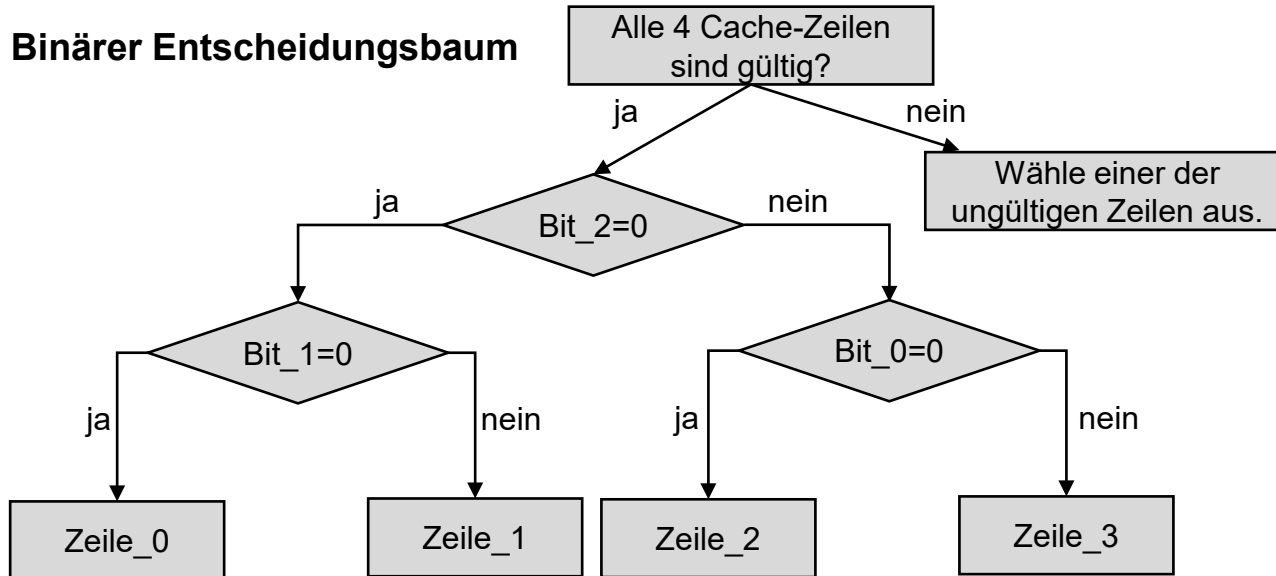 Binärer Entscheidungsbaum
Alle 4 Cache-Zeilen
sind gültig?
ja
nein
Wähle einer der
ungültigen Zeilen aus.
ja
Bit_2=0
nein
Bit_1=0
Bit_0=0
ja
nein
ja
nein
Zeile_0
Zeile_1
Zeile_2
Zeile_3